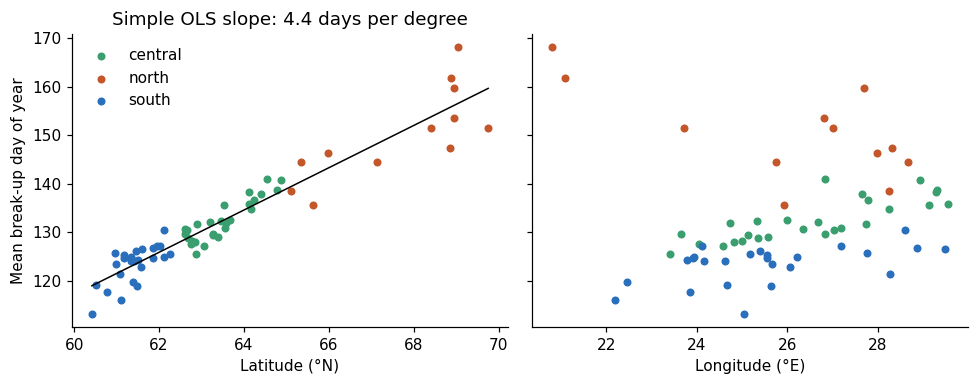 Simple OLS slope: 4.4 days per degree
Mean break-up day of year
170
160
150
140
130
120
central
north
south
60
62
64
66
68
70
Latitude (°N)
22
24
26
28
Longitude (°E)